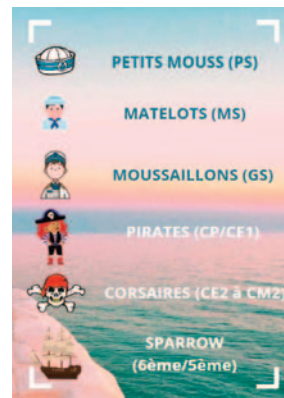 PETITS MOUSS (PS)
MATELOTS (MS)
MOUSSAILLONS (GS)
PIRATES (CP/CE1)
CORSAIRES (CE2 à CM2)
SPARROW
(6ème/5ème)